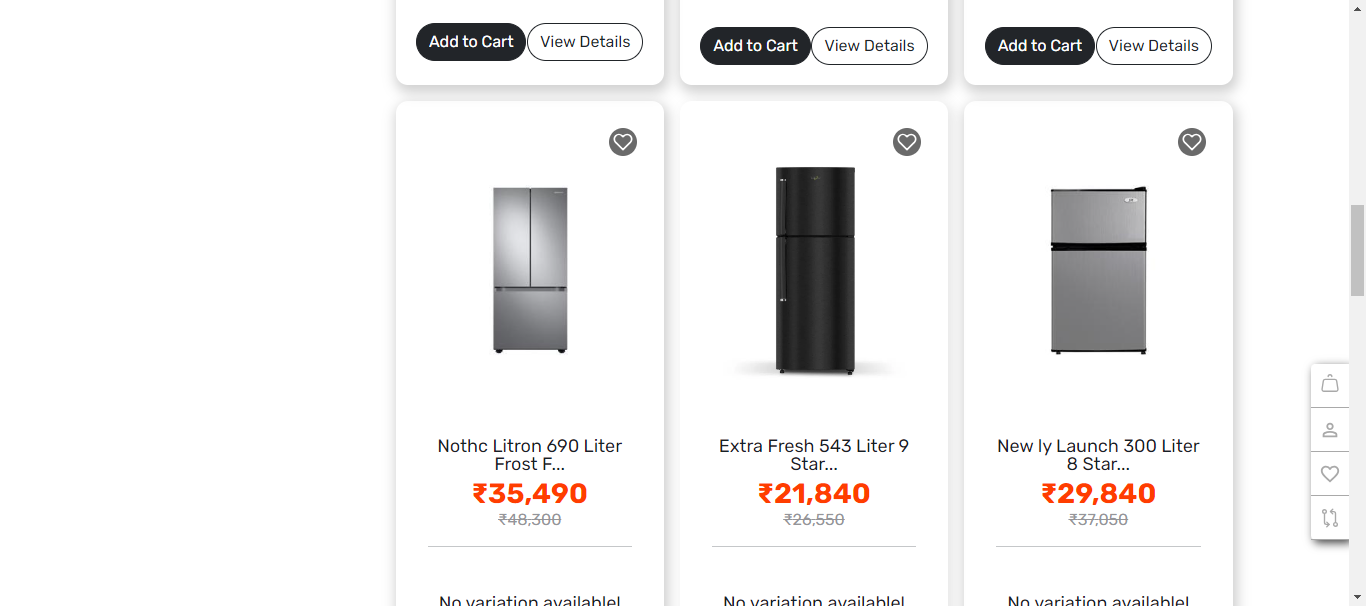 Add to Cart View Details
Add to Cart View Details
Add to Cart View Details
Nothc Litron 690 Liter
Frost F...
₹35,490
₹48,300
No variation available!
Extra Fresh 543 Liter 9
Star...
₹21,840
₹26,550
No variation available!
New ly Launch 300 Liter
8 Star...
₹29,840
₹37,050
No variation available!